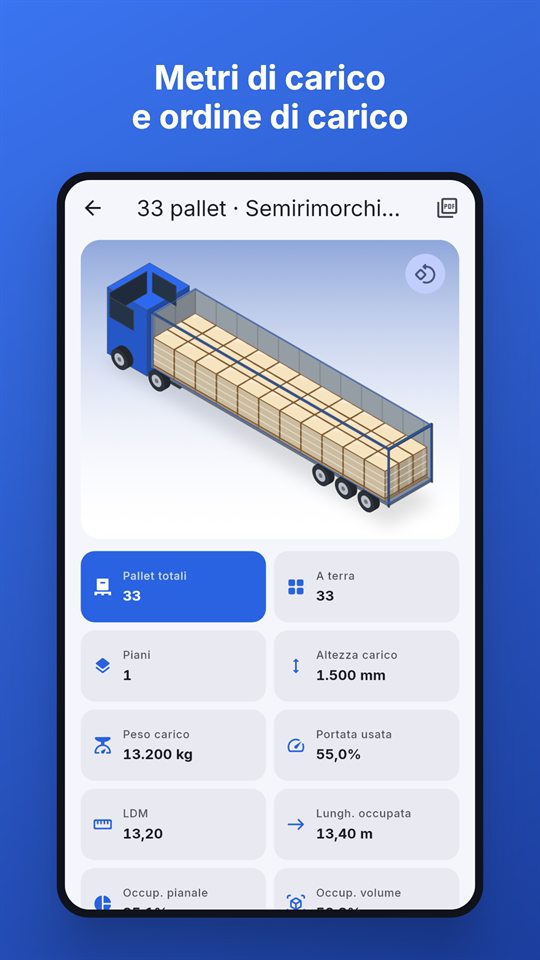 Metri di carico
e ordine di carico
33 pallet · Semirimorchi...
PDF
Pallet totali
33
A terra
33
Piani
1
Altezza carico
1.500 mm
Peso carico
13.200 kg
Portata usata
55,0%
LDM
13,20
Lungh. occupata
13,40 m
Occup. pianale
Occup. volume